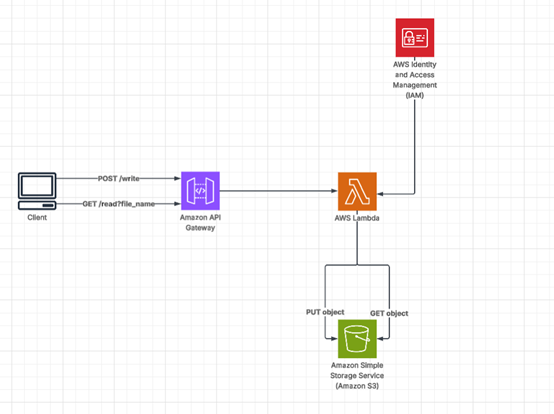 AWS Identity
and Access
Management
(IAM)
POST /write
GET /read?file_name
Client
Amazon API
Gateway
AWS Lambda
PUT object
GET object
Amazon Simple
Storage Service
(Amazon S3)